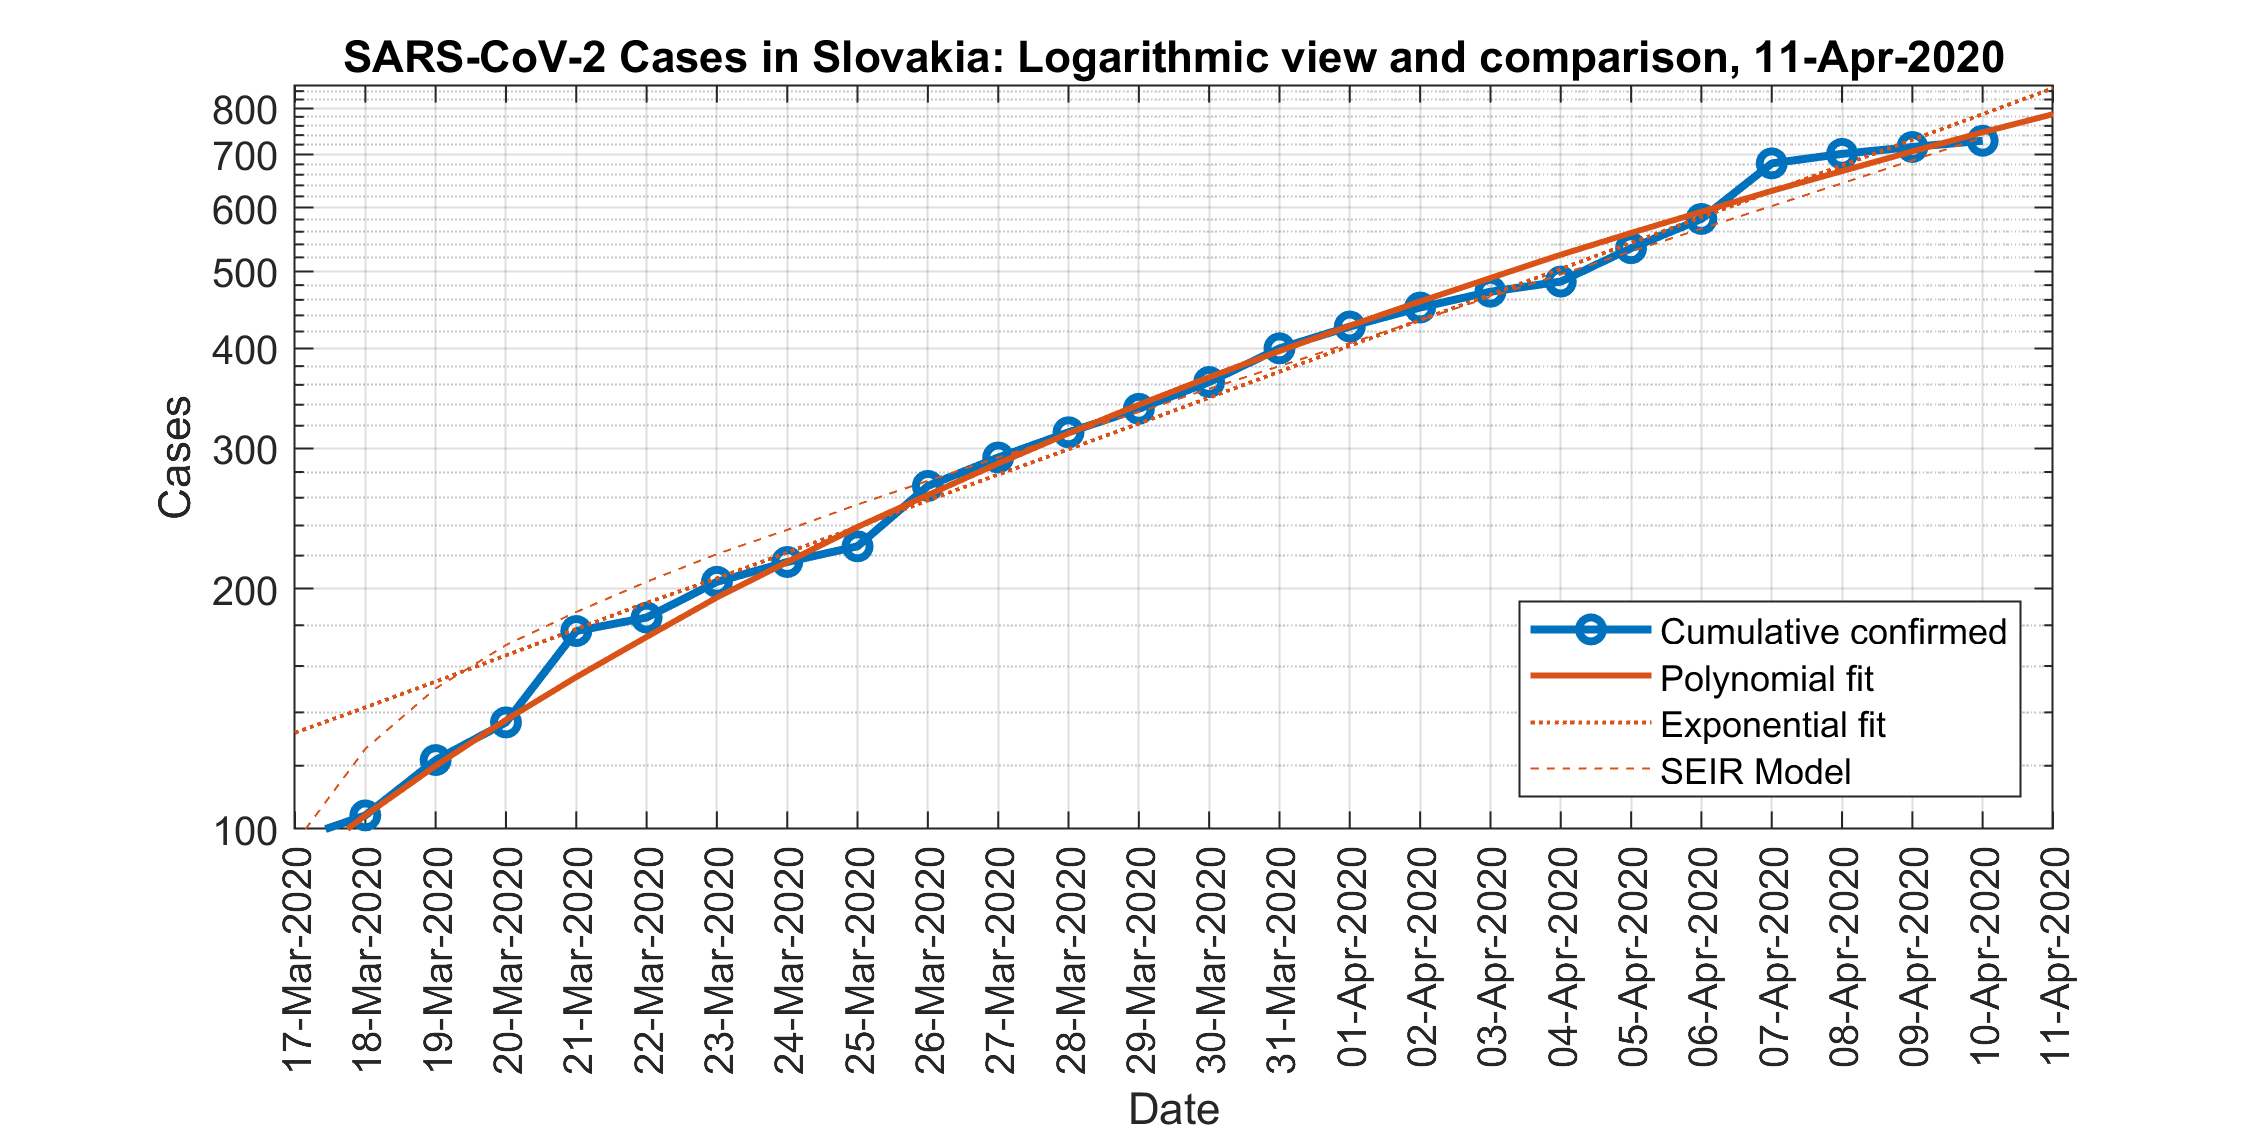 SARS-CoV-2 Cases in Slovakia: Logarithmic view and comparison, 11-Apr-2020
800
700
600
500
400
300
200
100
Cases
Cumulative confirmed
Polynomial fit
Exponential fit
SEIR Model
17-Mar-2020
18-Mar-2020
19-Mar-2020
20-Mar-2020
21-Mar-2020
22-Mar-2020
23-Mar-2020
24-Mar-2020
25-Mar-2020
26-Mar-2020
27-Mar-2020
28-Mar-2020
29-Mar-2020
30-Mar-2020
31-Mar-2020
01-Apr-2020
02-Apr-2020
03-Apr-2020
04-Apr-2020
05-Apr-2020
06-Apr-2020
07-Apr-2020
08-Apr-2020
09-Apr-2020
10-Apr-2020
11-Apr-2020
Date